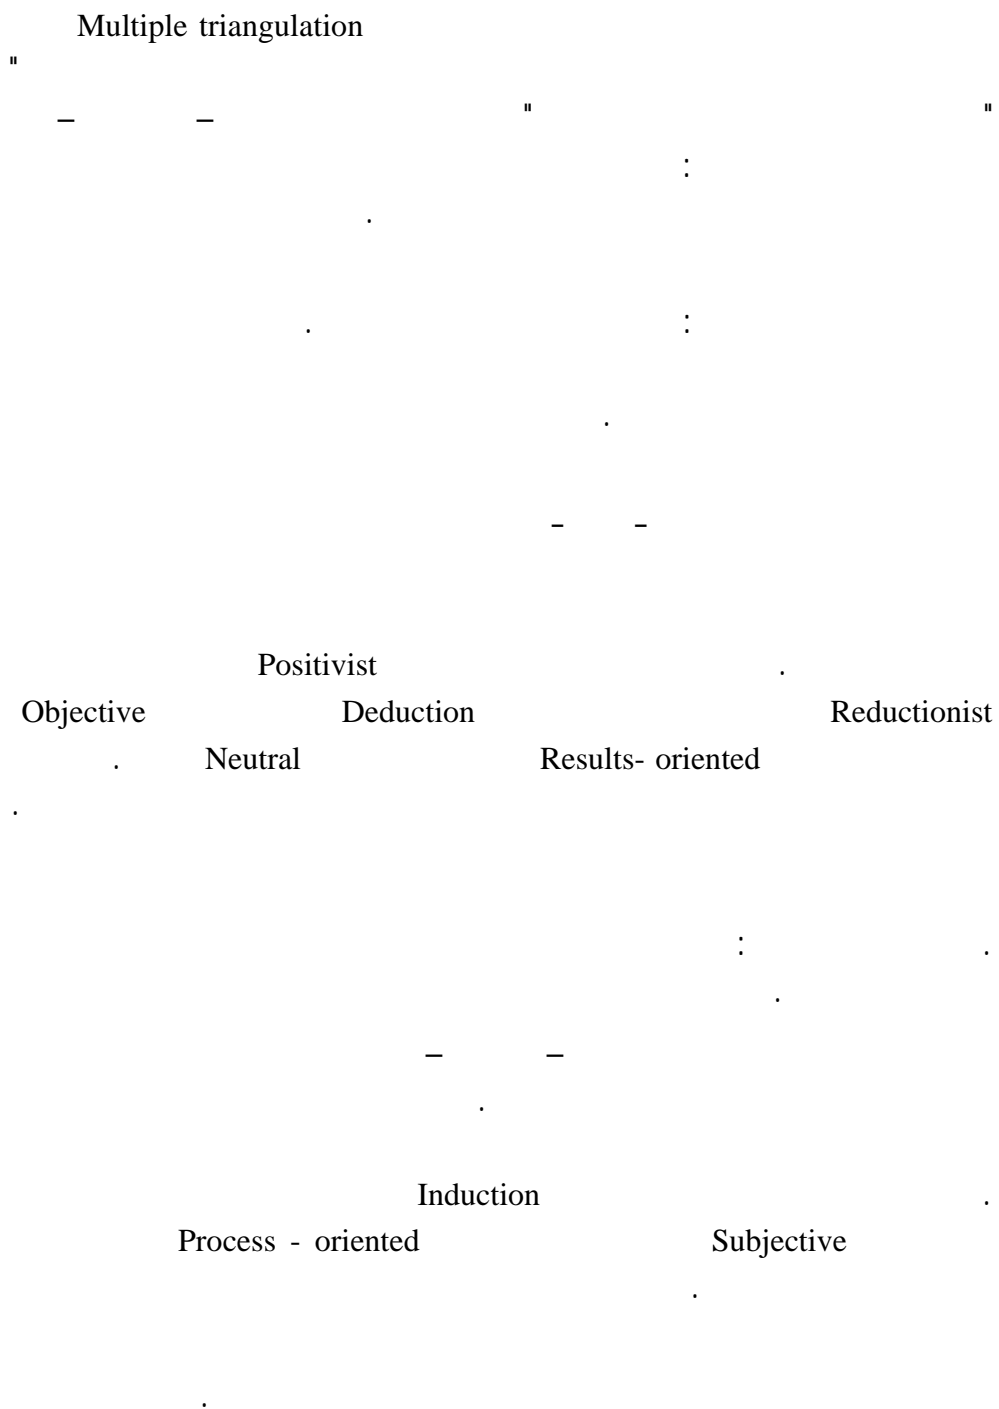 Multiple triangulation
"
– – " "
:
.
. :
.
- -
Positivist .
Objective Deduction Reductionist
. Neutral Results- oriented
.
: .
.
– –
.
Induction .
Process - oriented Subjective
.
.